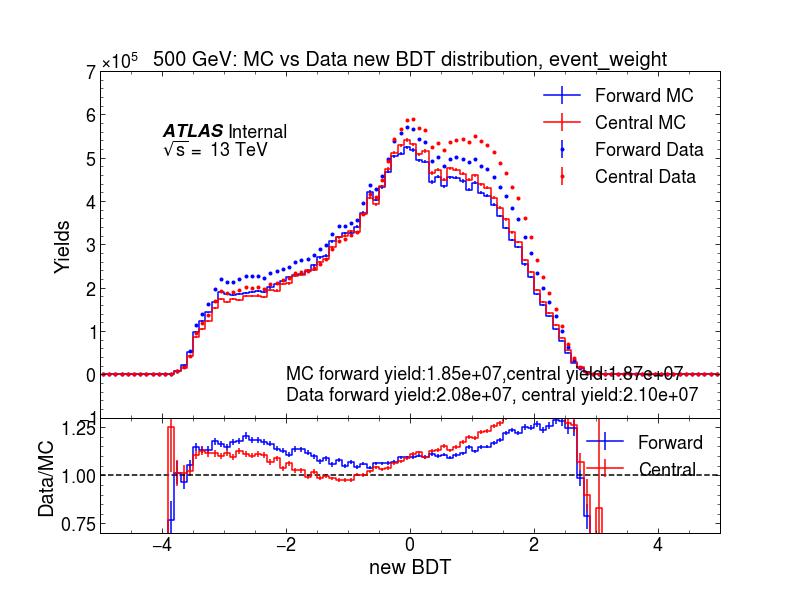 ×10⁵ 500 GeV: MC vs Data new BDT distribution, event_weight
7
6
5
4
3
2
1
0
1
Yields
ATLAS Internal
√s = 13 TeV
Forward MC
Central MC
Forward Data
Central Data
MC forward yield:1.85e+07,central yield:1.87e+07
Data forward yield:2.08e+07, central yield:2.10e+07
1.25
1.00
0.75
Data/MC
Forward
Central
−4 −2 0 2 4
new BDT